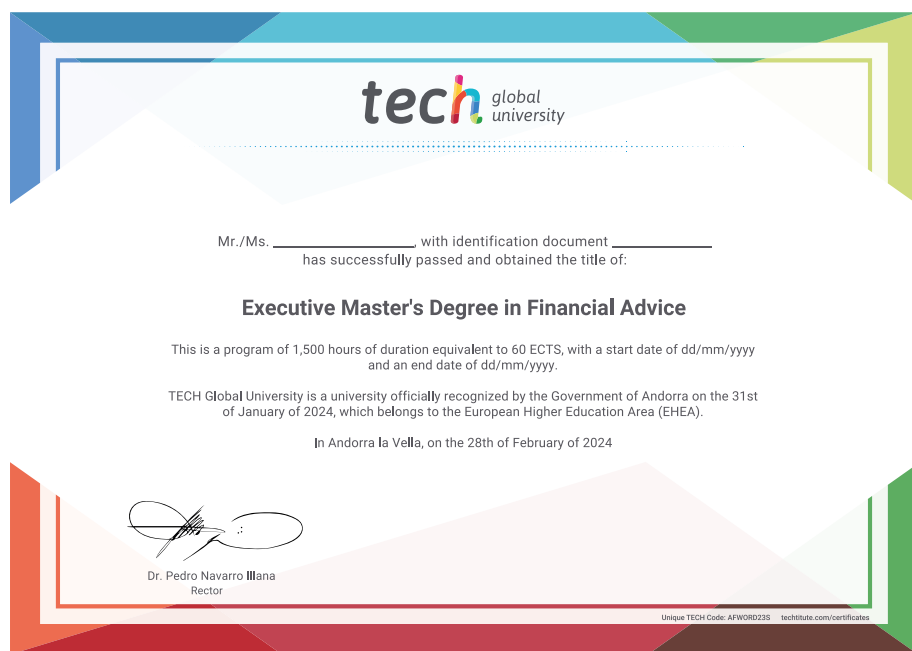 tech global
university
Mr./Ms. ____________, with identification document ____________
has successfully passed and obtained the title of:
Executive Master's Degree in Financial Advice
This is a program of 1,500 hours of duration equivalent to 60 ECTS, with a start date of dd/mm/yyyy
and an end date of dd/mm/yyyy.
TECH Global University is a university officially recognized by the Government of Andorra on the 31st
of January of 2024, which belongs to the European Higher Education Area (EHEA).
In Andorra la Vella, on the 28th of February of 2024
Dr. Pedro Navarro Illana
Rector
Unique TECH Code: AFWORD23S techtitute.com/certificates